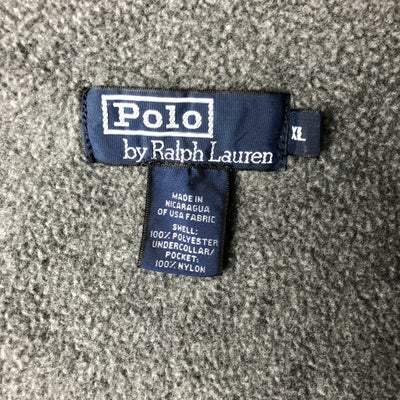 Polo
by Ralph Lauren
XL
MADE IN
NICARAGUA
OF USA FABRIC
SHELL:
100% POLYESTER
UNDERCOLLAR/
POCKET:
100% NYLON